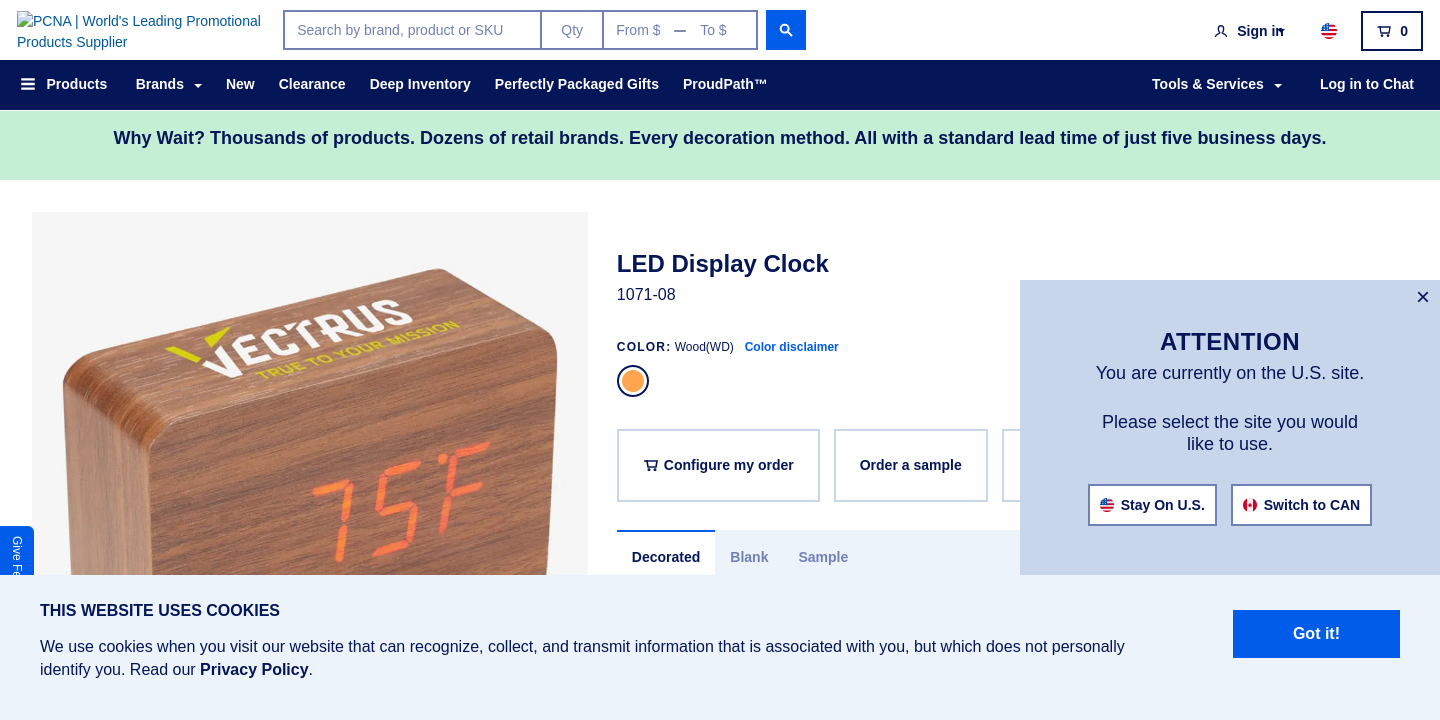 PCNA | World's Leading Promotional
Products Supplier
Search by brand, product or SKU
Qty
From $
To $
Sign in
0
Products
Brands
New
Clearance
Deep Inventory
Perfectly Packaged Gifts
ProudPath™
Tools & Services
Log in to Chat
Why Wait? Thousands of products. Dozens of retail brands. Every decoration method. All with a standard lead time of just five business days.
VECTRUS
TRUE TO YOUR MISSION
75°F
LED Display Clock
1071-08
COLOR: Wood(WD) Color disclaimer
Configure my order
Order a sample
Decorated
Blank
Sample
×
ATTENTION
You are currently on the U.S. site.
Please select the site you would
like to use.
Stay On U.S.
Switch to CAN
Give
THIS WEBSITE USES COOKIES
We use cookies when you visit our website that can recognize, collect, and transmit information that is associated with you, but which does not personally
identify you. Read our Privacy Policy.
Got it!